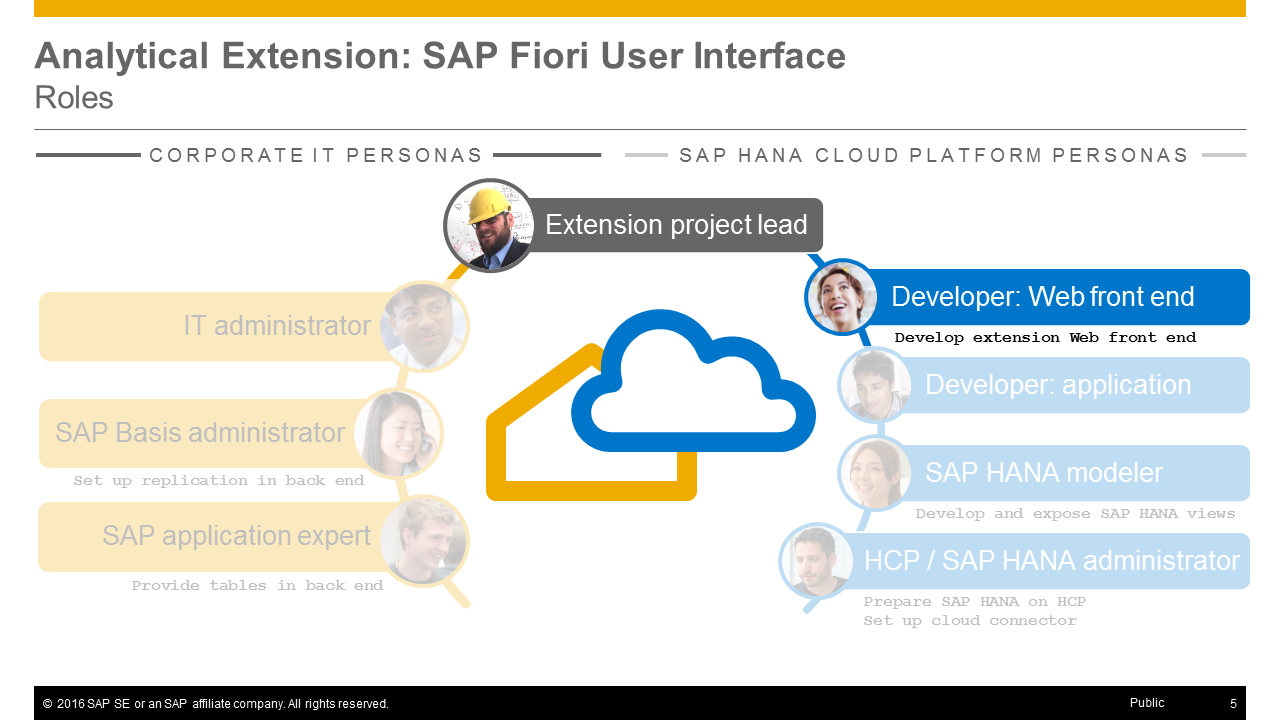 Analytical Extension: SAP Fiori User Interface
Roles
CORPORATE IT PERSONAS
SAP HANA CLOUD PLATFORM PERSONAS
Extension project lead
IT administrator
SAP Basis administrator
Set up replication in back end
SAP application expert
Provide tables in back end
Developer: Web front end
Develop extension Web front end
Developer: application
SAP HANA modeler
Develop and expose SAP HANA views
HCP / SAP HANA administrator
Prepare SAP HANA on HCP
Set up cloud connector
© 2016 SAP SE or an SAP affiliate company. All rights reserved.
Public
5